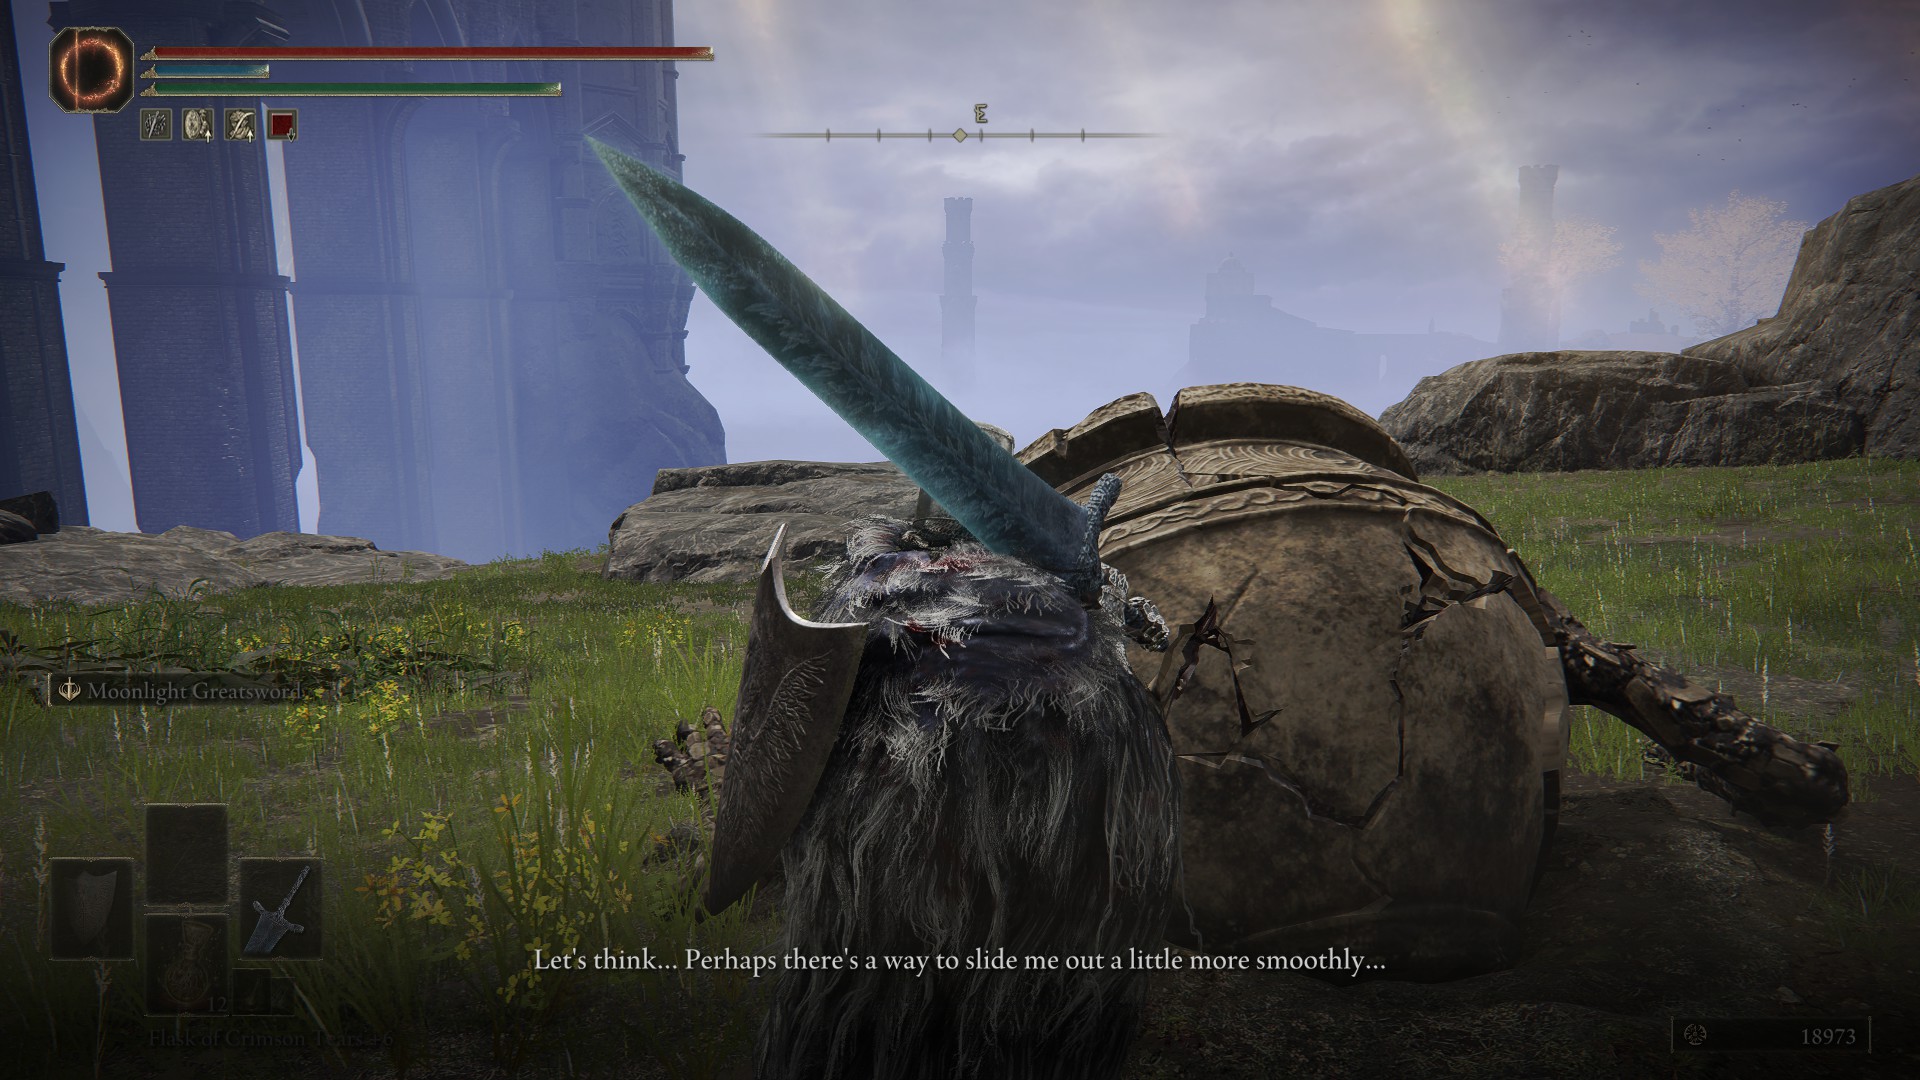 E
Moonlight Greatsword
Let's think... Perhaps there's a way to slide me out a little more smoothly...
12
Flask of Crimson Tears +6
18973